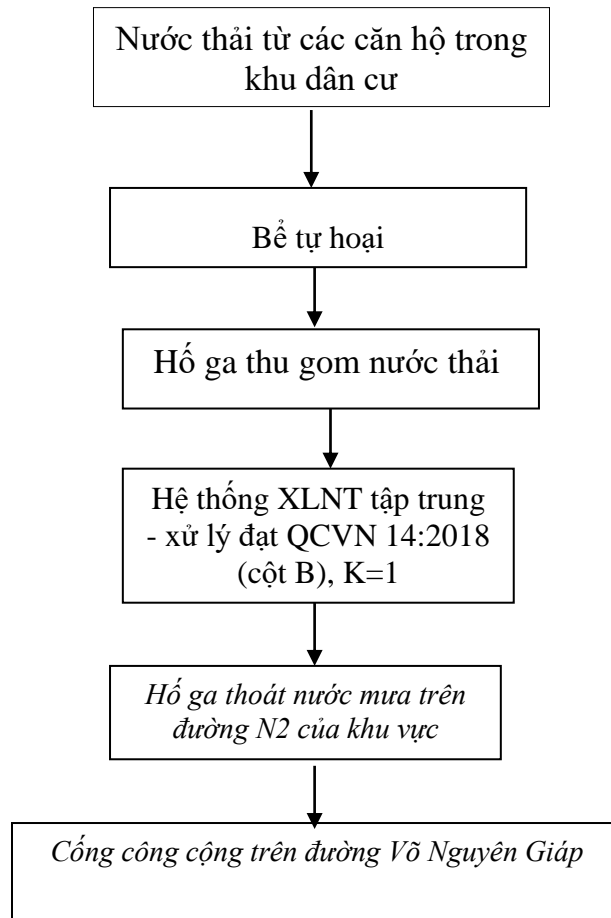 Nước thải từ các căn hộ trong
khu dân cư
Bể tự hoại
Hố ga thu gom nước thải
Hệ thống XLNT tập trung
- xử lý đạt QCVN 14:2018
(cột B), K=1
Hố ga thoát nước mưa trên
đường N2 của khu vực
Cống công cộng trên đường Võ Nguyên Giáp